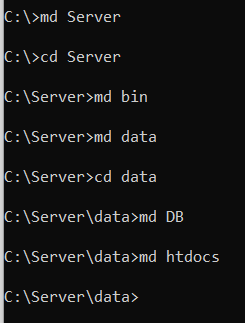 C:\>md Server
C:\>cd Server
C:\Server>md bin
C:\Server>md data
C:\Server>cd data
C:\Server\data>md DB
C:\Server\data>md htdocs
C:\Server\data>